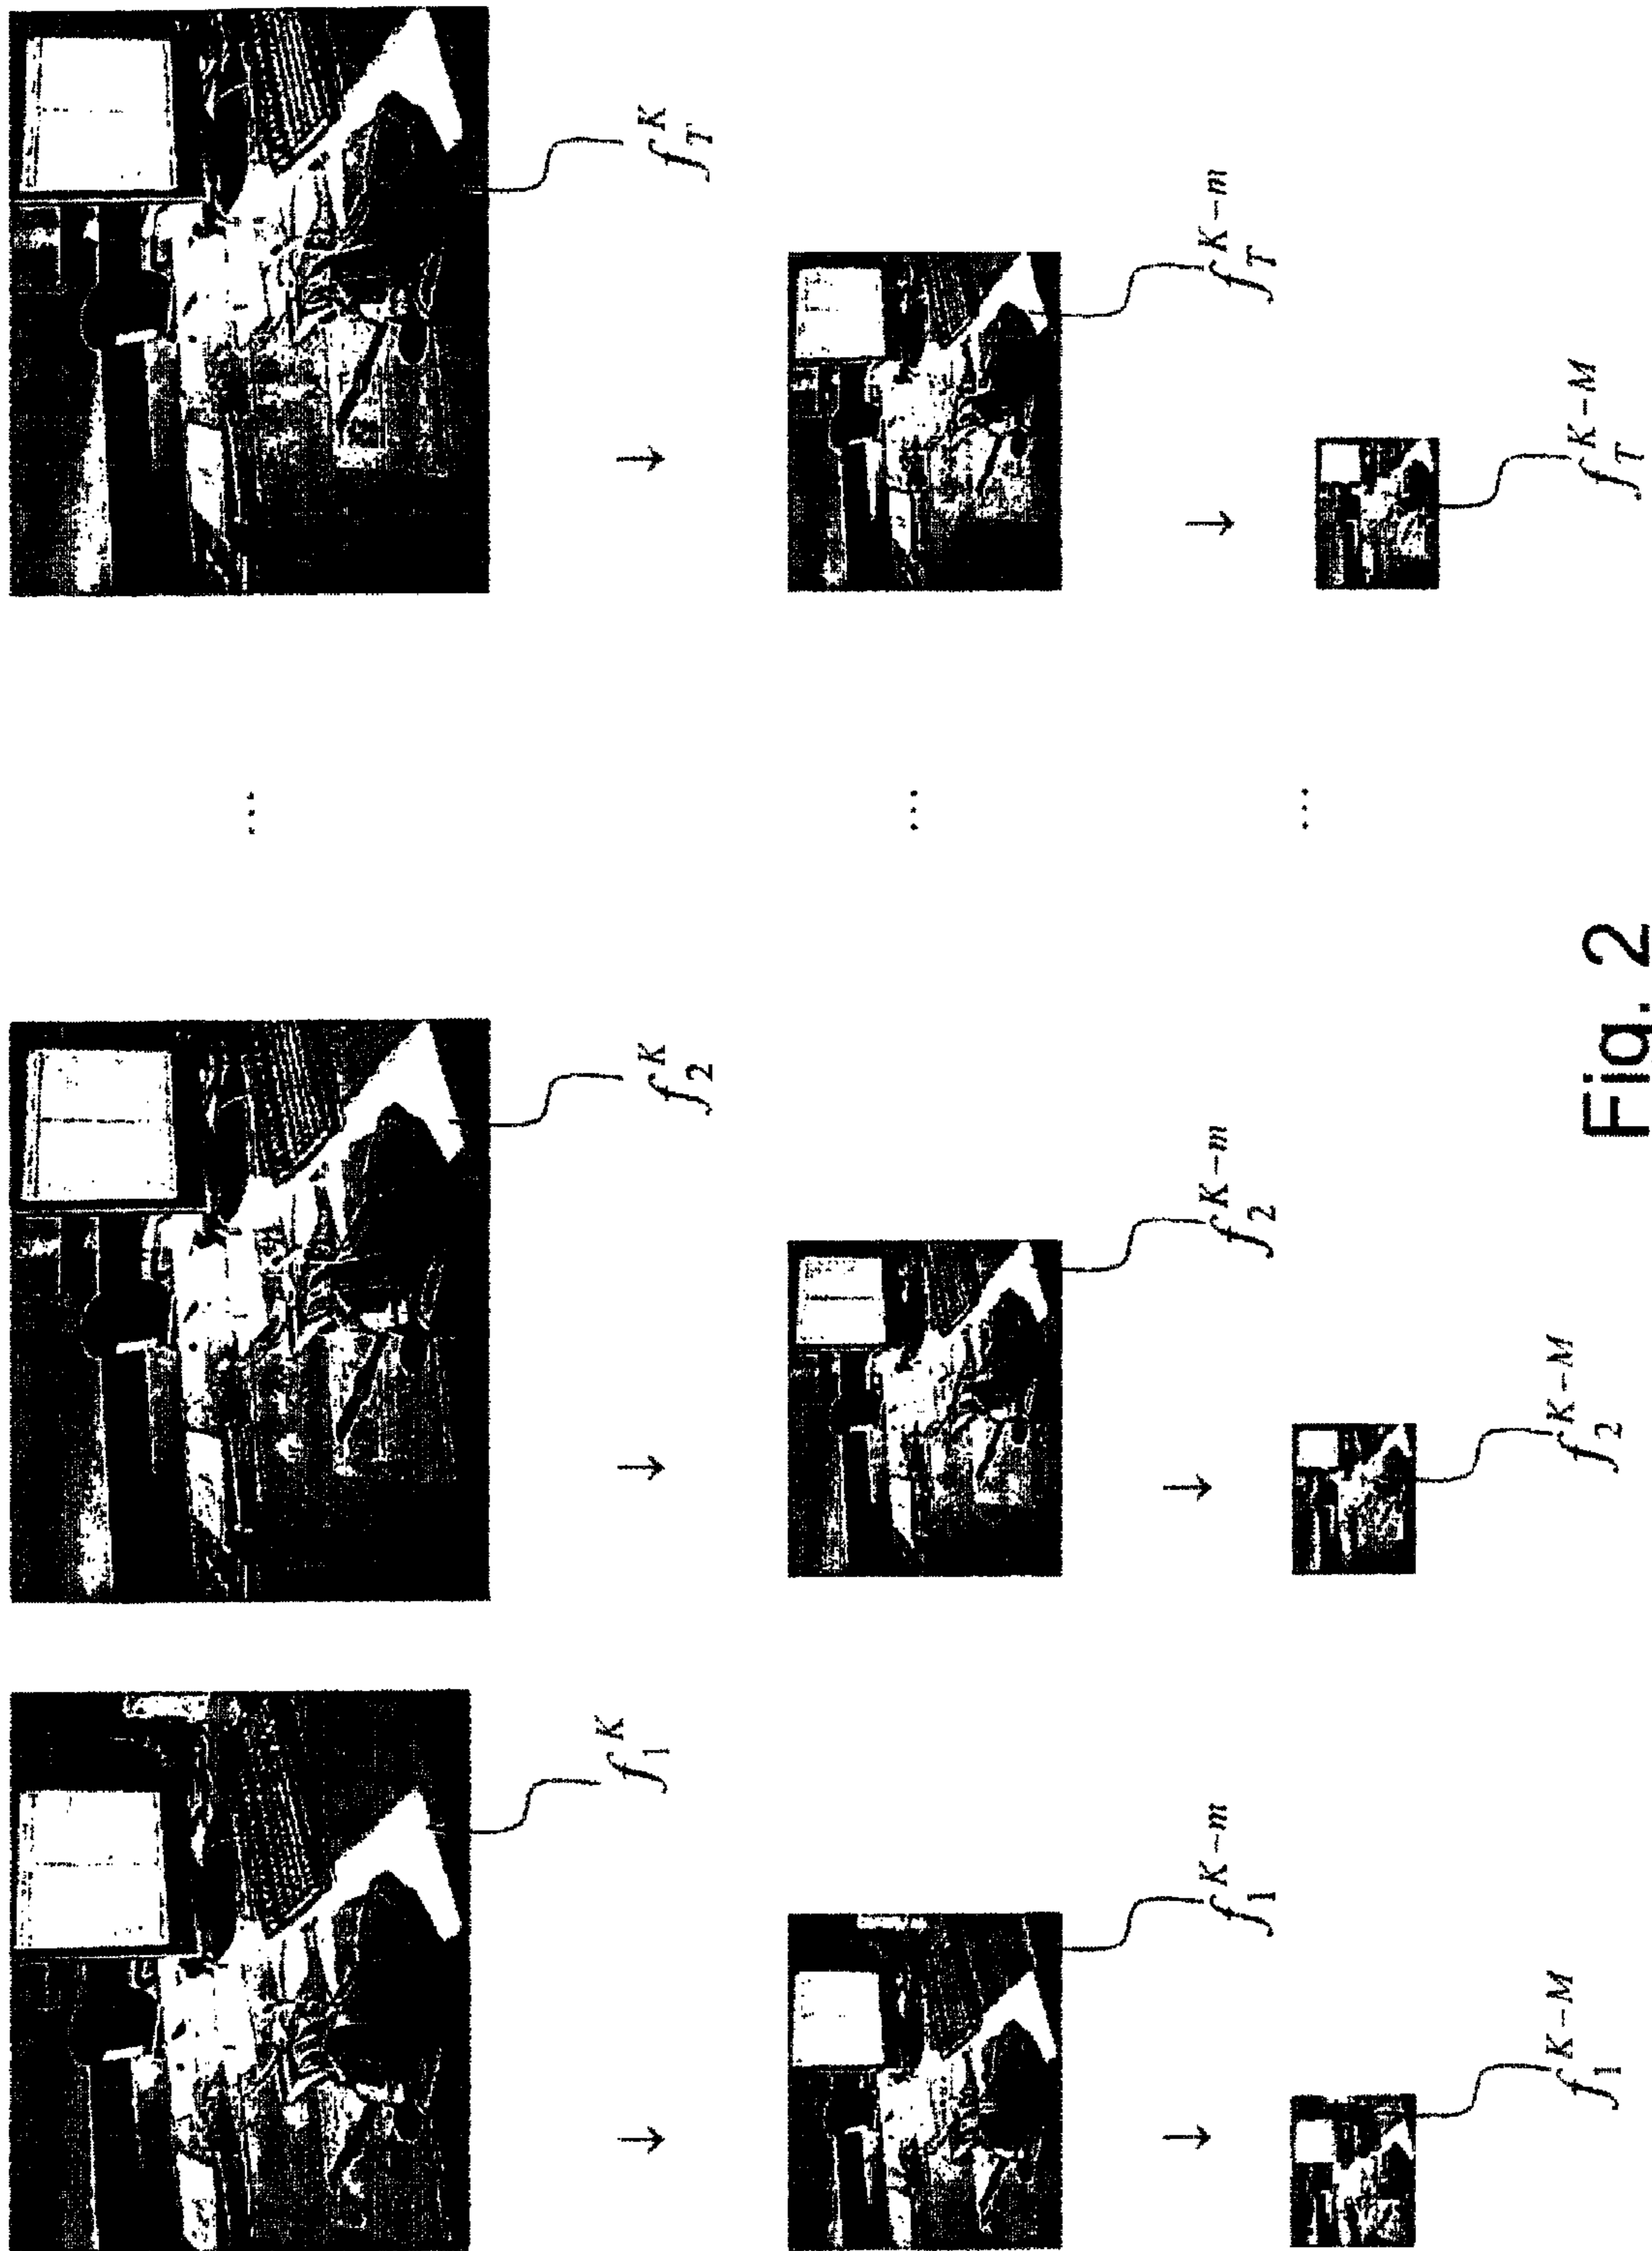 f_1^K
f_2^K
...
f_T^K
f_1^{K-m}
f_2^{K-m}
...
f_T^{K-m}
f_1^{K-M}
f_2^{K-M}
...
f_T^{K-M}
Fig. 2